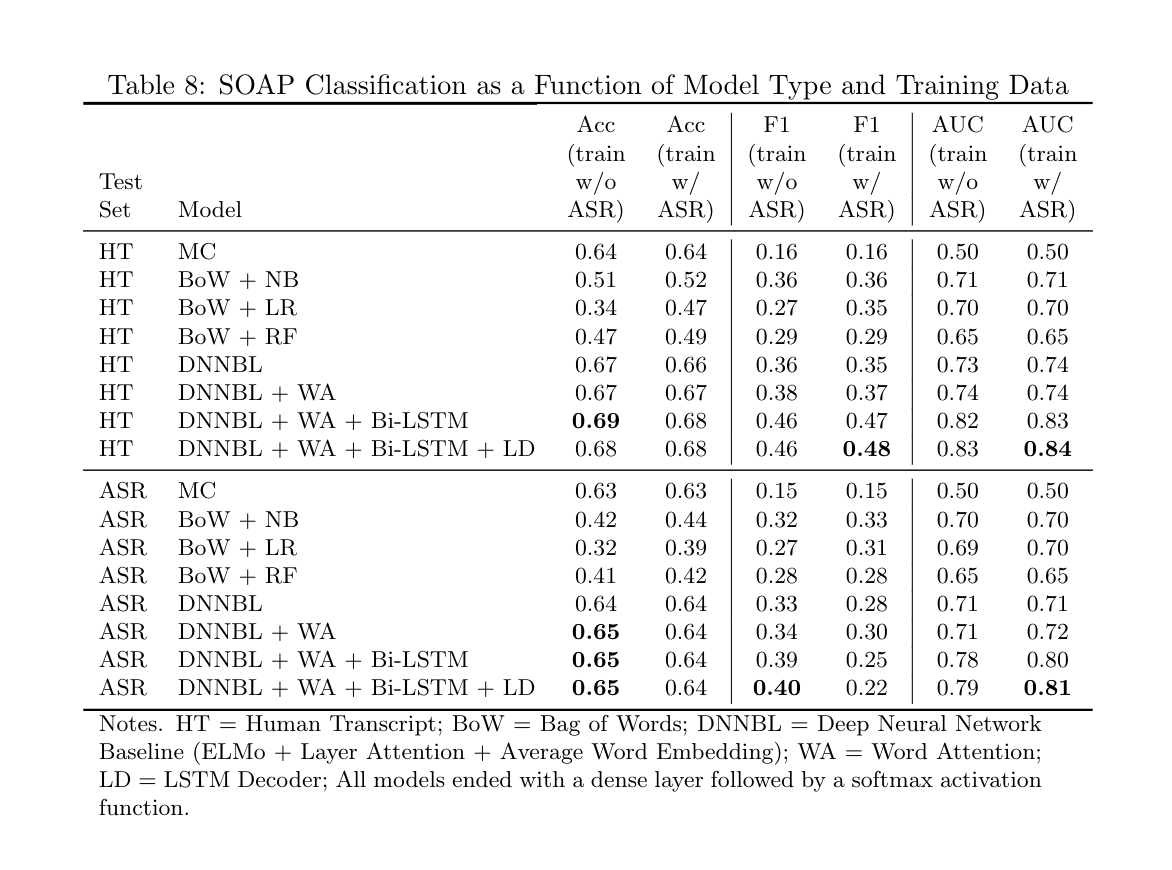 Table 8: SOAP Classification as a Function of Model Type and Training Data
Acc Acc F1 F1 AUC AUC
(train (train (train (train (train (train
Test w/o w/ w/o w/ w/o w/
Set Model ASR) ASR) ASR) ASR) ASR) ASR)
HT MC 0.64 0.64 0.16 0.16 0.50 0.50
HT BoW + NB 0.51 0.52 0.36 0.36 0.71 0.71
HT BoW + LR 0.34 0.47 0.27 0.35 0.70 0.70
HT BoW + RF 0.47 0.49 0.29 0.29 0.65 0.65
HT DNNBL 0.67 0.66 0.36 0.35 0.73 0.74
HT DNNBL + WA 0.67 0.67 0.38 0.37 0.74 0.74
HT DNNBL + WA + Bi-LSTM 0.69 0.68 0.46 0.47 0.82 0.83
HT DNNBL + WA + Bi-LSTM + LD 0.68 0.68 0.46 0.48 0.83 0.84
ASR MC 0.63 0.63 0.15 0.15 0.50 0.50
ASR BoW + NB 0.42 0.44 0.32 0.33 0.70 0.70
ASR BoW + LR 0.32 0.39 0.27 0.31 0.69 0.70
ASR BoW + RF 0.41 0.42 0.28 0.28 0.65 0.65
ASR DNNBL 0.64 0.64 0.33 0.28 0.71 0.71
ASR DNNBL + WA 0.65 0.64 0.34 0.30 0.71 0.72
ASR DNNBL + WA + Bi-LSTM 0.65 0.64 0.39 0.25 0.78 0.80
ASR DNNBL + WA + Bi-LSTM + LD 0.65 0.64 0.40 0.22 0.79 0.81
Notes. HT = Human Transcript; BoW = Bag of Words; DNNBL = Deep Neural Network
Baseline (ELMo + Layer Attention + Average Word Embedding); WA = Word Attention;
LD = LSTM Decoder; All models ended with a dense layer followed by a softmax activation
function.